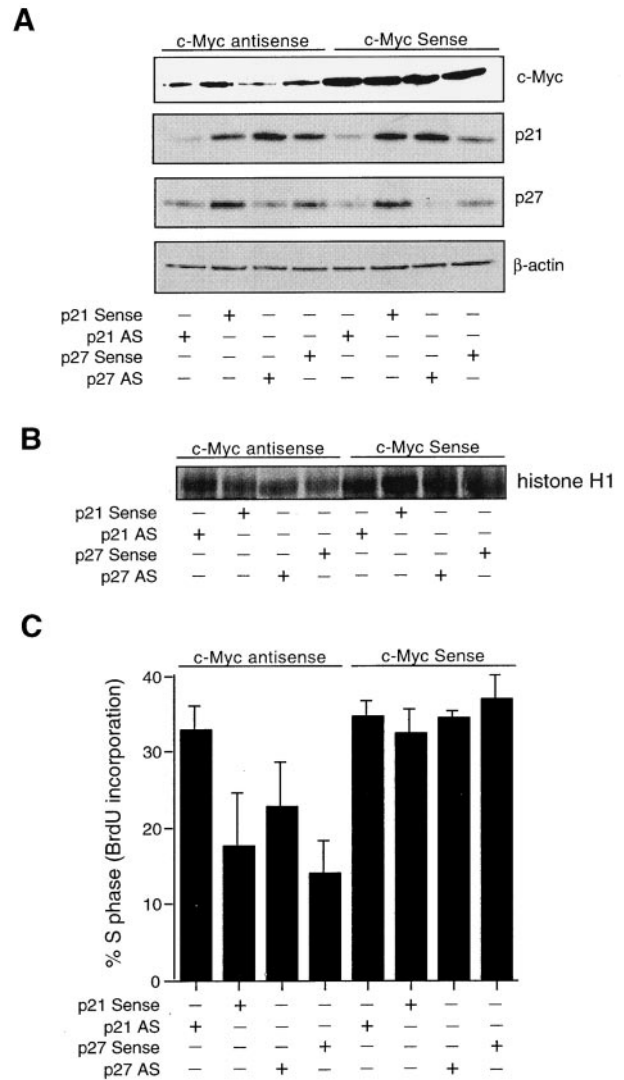 A
c-Myc antisense c-Myc Sense
c-Myc
p21
p27
β-actin
p21 Sense − + − − − + − −
p21 AS + − − − + − − −
p27 Sense − − − + − − − +
p27 AS − − + − − − + −
B
c-Myc antisense c-Myc Sense
histone H1
p21 Sense − + − − − + − −
p21 AS + − − − + − − −
p27 Sense − − − + − − − +
p27 AS − − + − − − + −
C
c-Myc antisense c-Myc Sense
% S phase (BrdU incorporation)
40
30
20
10
0
p21 Sense − + − − − + − −
p21 AS + − − − + − − −
p27 Sense − − − + − − − +
p27 AS − − + − − − + −